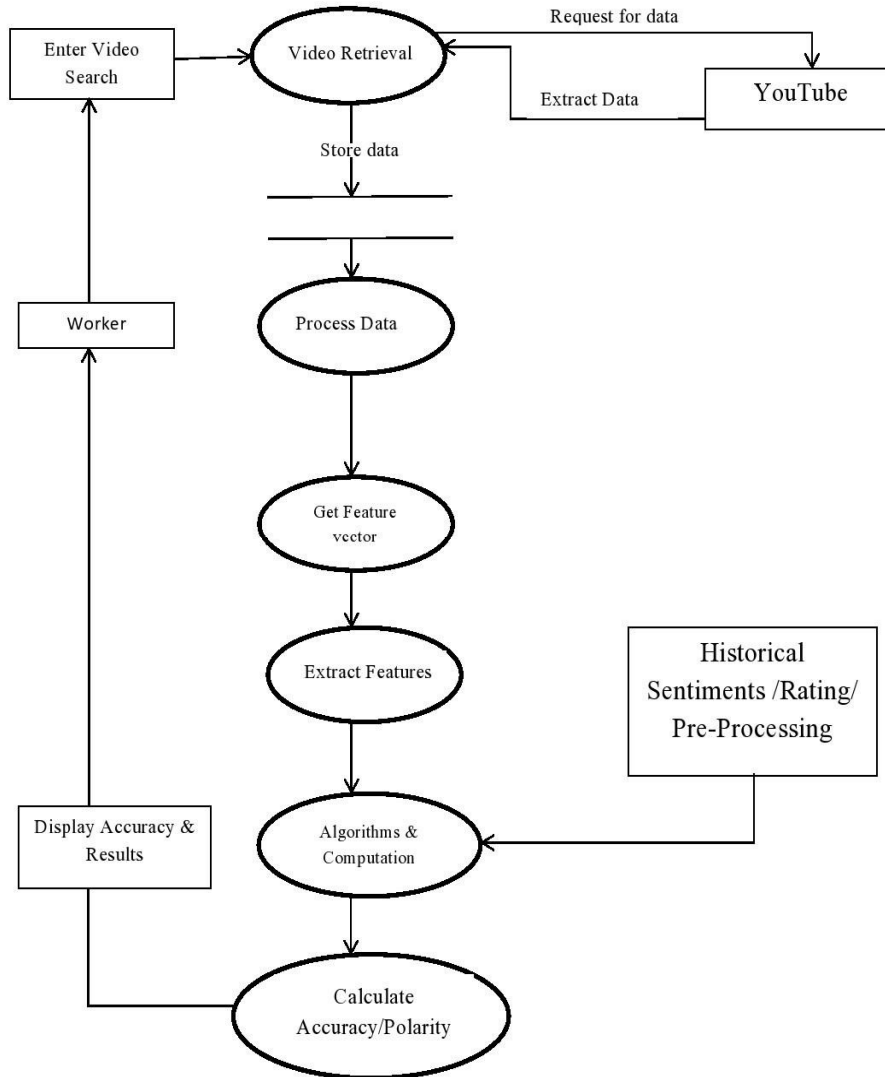 Request for data
Enter Video
Search
Video Retrieval
YouTube
Extract Data
Store data
Process Data
Worker
Get Feature
vector
Extract Features
Historical
Sentiments /Rating/
Pre-Processing
Display Accuracy &
Results
Algorithms &
Computation
Calculate
Accuracy/Polarity